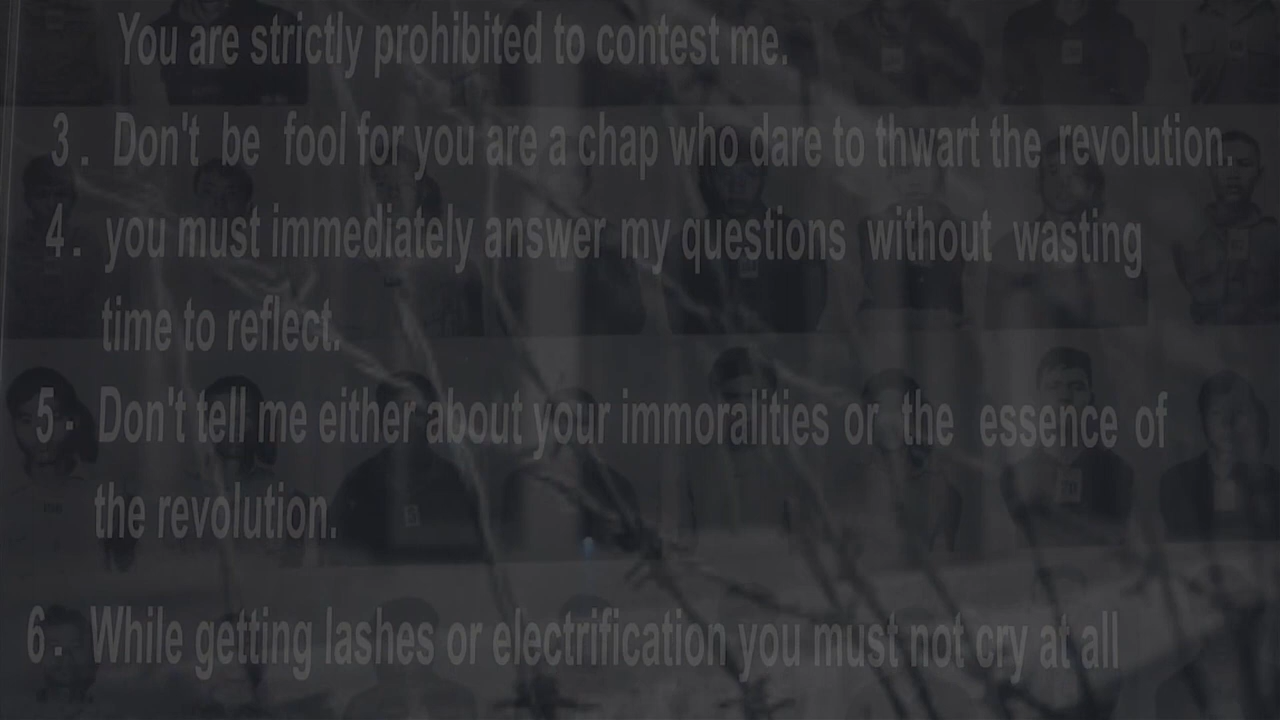 You are strictly prohibited to contest me.
3. Don't be fool for you are a chap who dare to thwart the revolution.
4. you must immediately answer my questions without wasting
time to reflect.
5. Don't tell me either about your immoralities or the essence of
the revolution.
6. While getting lashes or electrification you must not cry at all